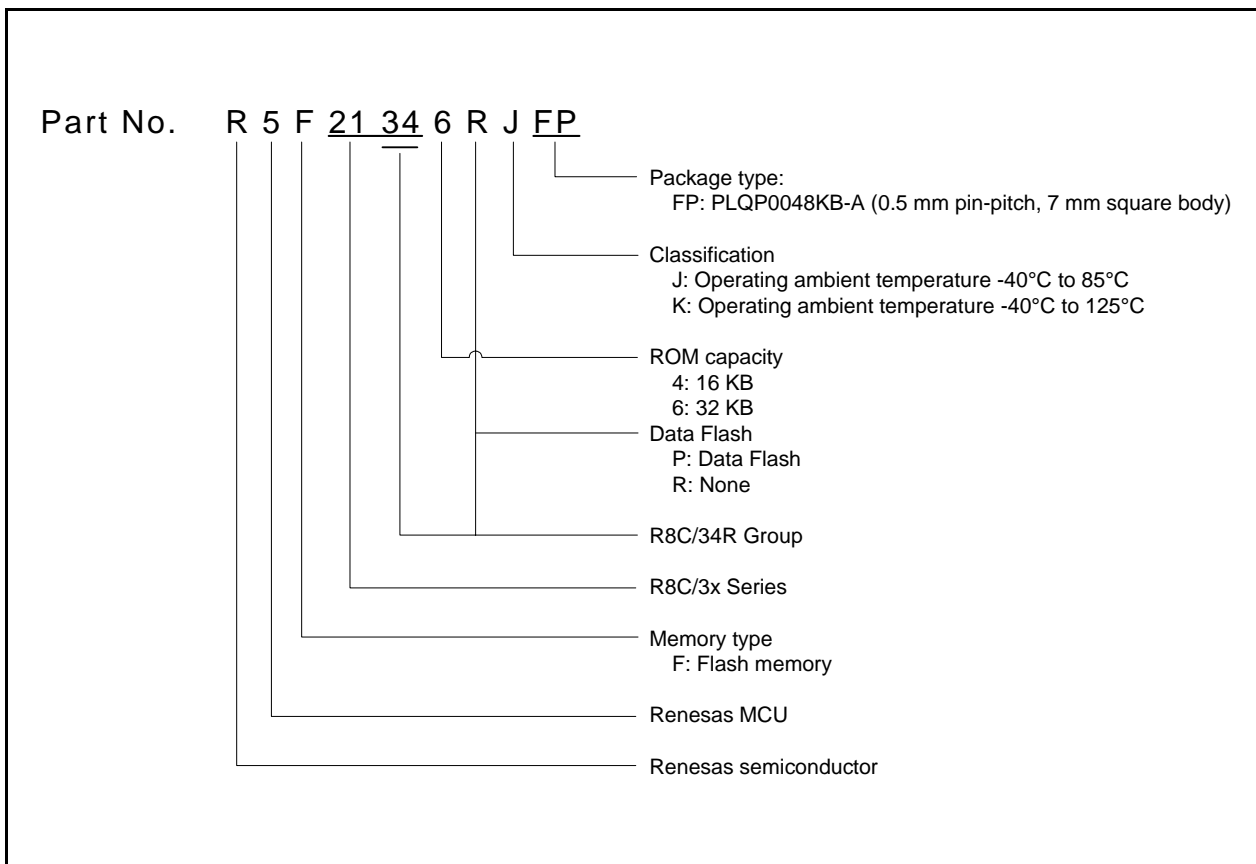 Part No. R 5 F 21 34 6 R J FP
Package type:
FP: PLQP0048KB-A (0.5 mm pin-pitch, 7 mm square body)
Classification
J: Operating ambient temperature -40°C to 85°C
K: Operating ambient temperature -40°C to 125°C
ROM capacity
4: 16 KB
6: 32 KB
Data Flash
P: Data Flash
R: None
R8C/34R Group
R8C/3x Series
Memory type
F: Flash memory
Renesas MCU
Renesas semiconductor